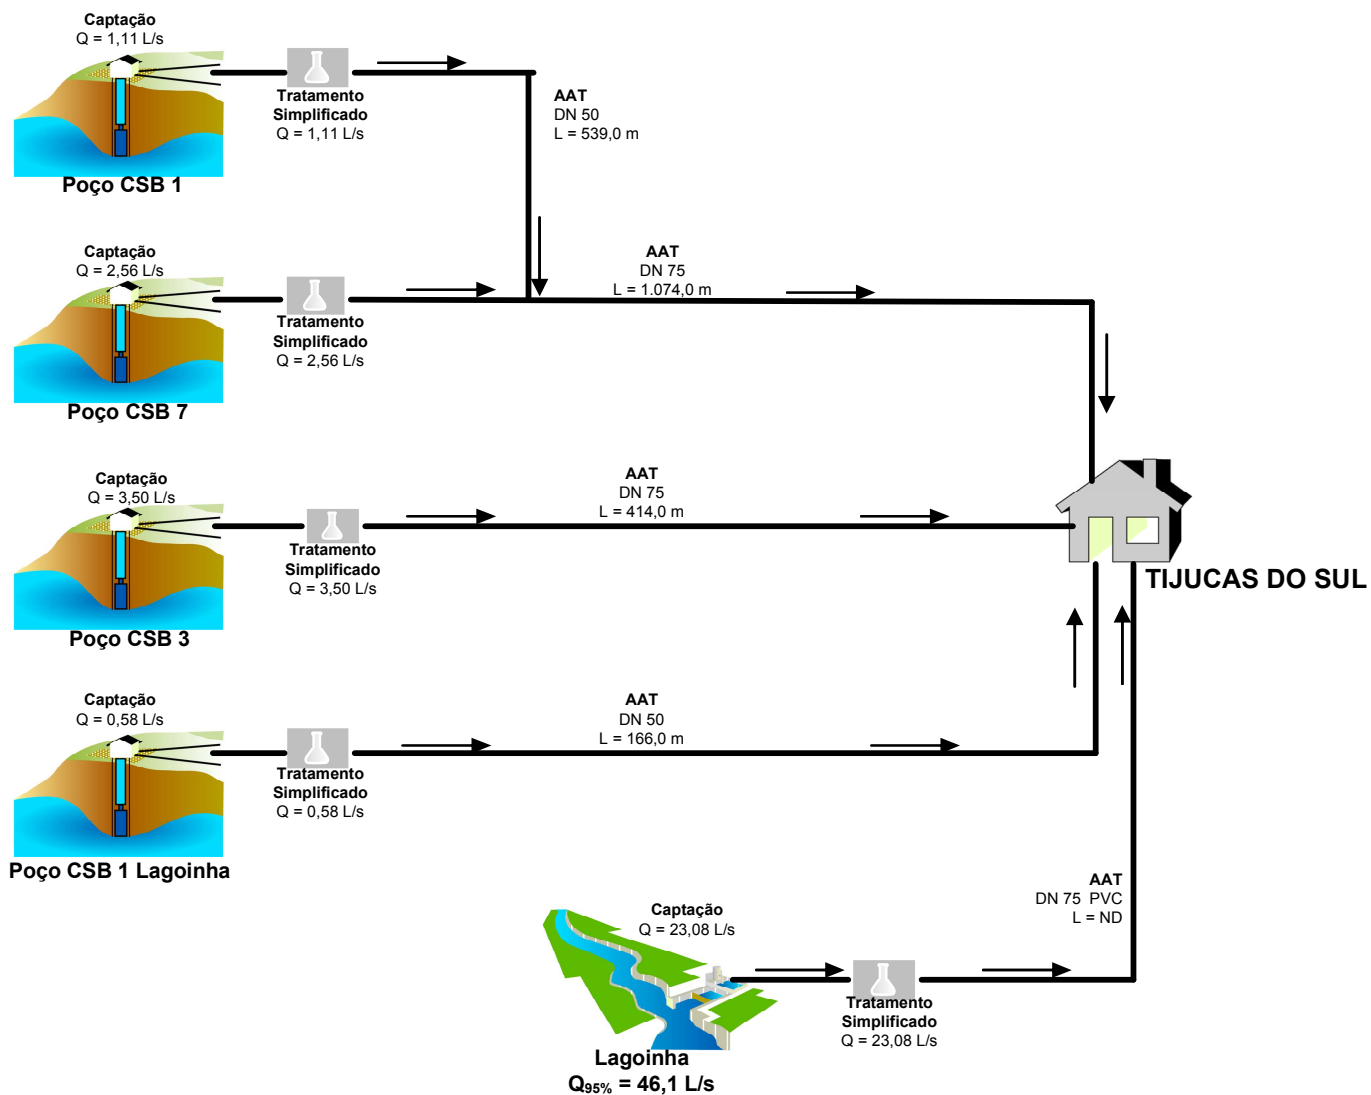 Captação
Q = 1,11 L/s
Tratamento
Simplificado
Q = 1,11 L/s
AAT
DN 50
L = 539,0 m
Poço CSB 1
Captação
Q = 2,56 L/s
Tratamento
Simplificado
Q = 2,56 L/s
AAT
DN 75
L = 1.074,0 m
Poço CSB 7
Captação
Q = 3,50 L/s
Tratamento
Simplificado
Q = 3,50 L/s
AAT
DN 75
L = 414,0 m
Poço CSB 3
TIJUCAS DO SUL
Captação
Q = 0,58 L/s
Tratamento
Simplificado
Q = 0,58 L/s
AAT
DN 50
L = 166,0 m
Poço CSB 1 Lagoinha
Captação
Q = 23,08 L/s
Tratamento
Simplificado
Q = 23,08 L/s
AAT
DN 75 PVC
L = ND
Lagoinha
Q95% = 46,1 L/s